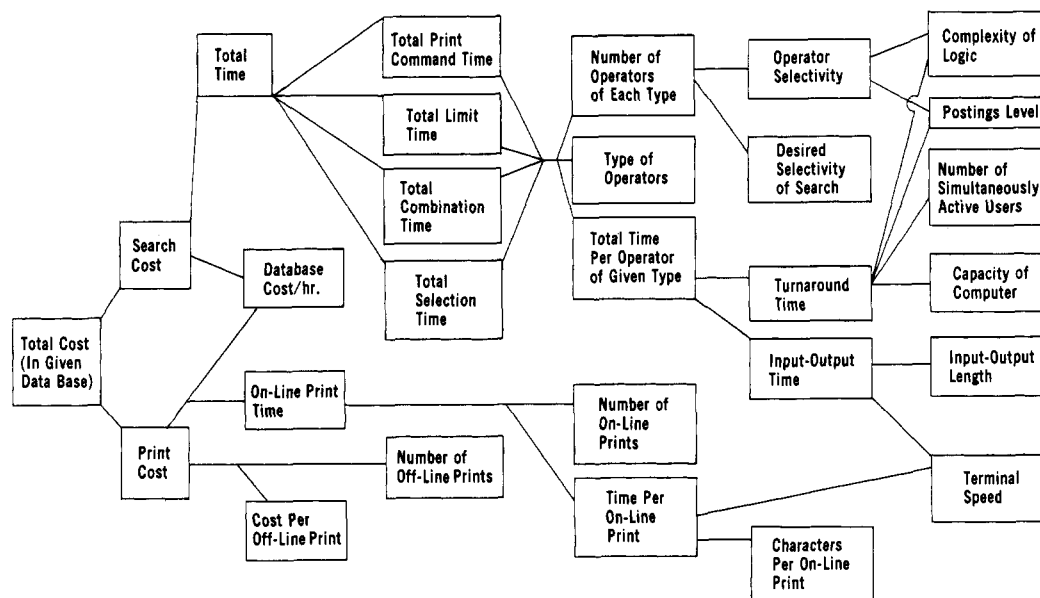 Total
Time
Total Print
Command Time
Number of
Operators
of Each Type
Operator
Selectivity
Complexity of
Logic
Total Limit
Time
Type of
Operators
Desired
Selectivity
of Search
Postings Level
Number of
Simultaneously
Active Users
Total
Combination
Time
Search
Cost
Database
Cost/hr.
Total
Selection
Time
Total Time
Per Operator
of Given Type
Turnaround
Time
Capacity of
Computer
Total Cost
(In Given
Data Base)
Input-Output
Time
Input-Output
Length
On-Line Print
Time
Number of
On-Line
Prints
Print
Cost
Number of
Off-Line Prints
Cost Per
Off-Line Print
Time Per
On-Line
Print
Terminal
Speed
Characters
Per On-Line
Print